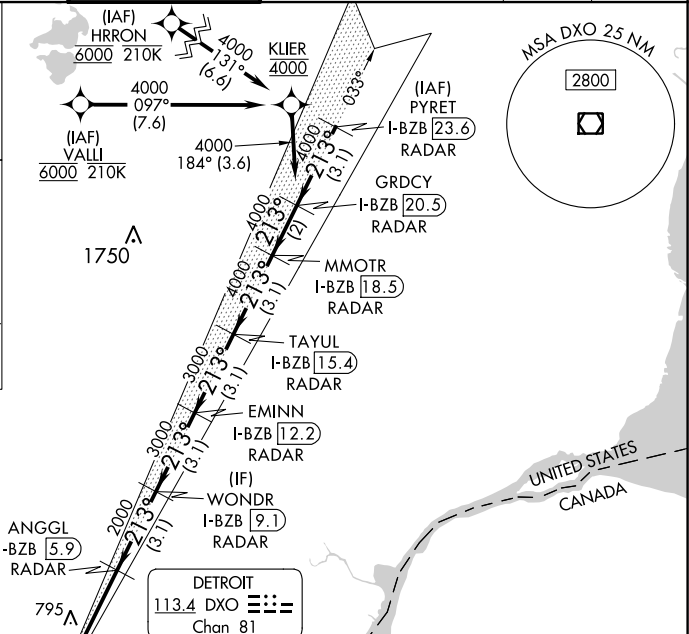 (IAF)
HRRON
6000 210K
4000
131°
(6.6)
KLIER
4000
4000
097°
(7.6)
(IAF)
VALLI
6000 210K
4000
184° (3.6)
033°
(IAF)
PYRET
I-BZB 23.6
RADAR
4000
213°
(3.1)
GRDCY
I-BZB 20.5
RADAR
4000
213°
(2)
MMOTR
I-BZB 18.5
RADAR
4000
213°
(3.1)
TAYUL
I-BZB 15.4
RADAR
3000
213°
(3.1)
EMINN
I-BZB 12.2
RADAR
3000
213°
(3.1)
(IF)
WONDR
I-BZB 9.1
RADAR
2000
213°
(3.1)
ANGGL
-BZB 5.9
RADAR
1750
795
DETROIT
113.4 DXO
Chan 81
MSA DXO 25 NM
2800
UNITED STATES
CANADA